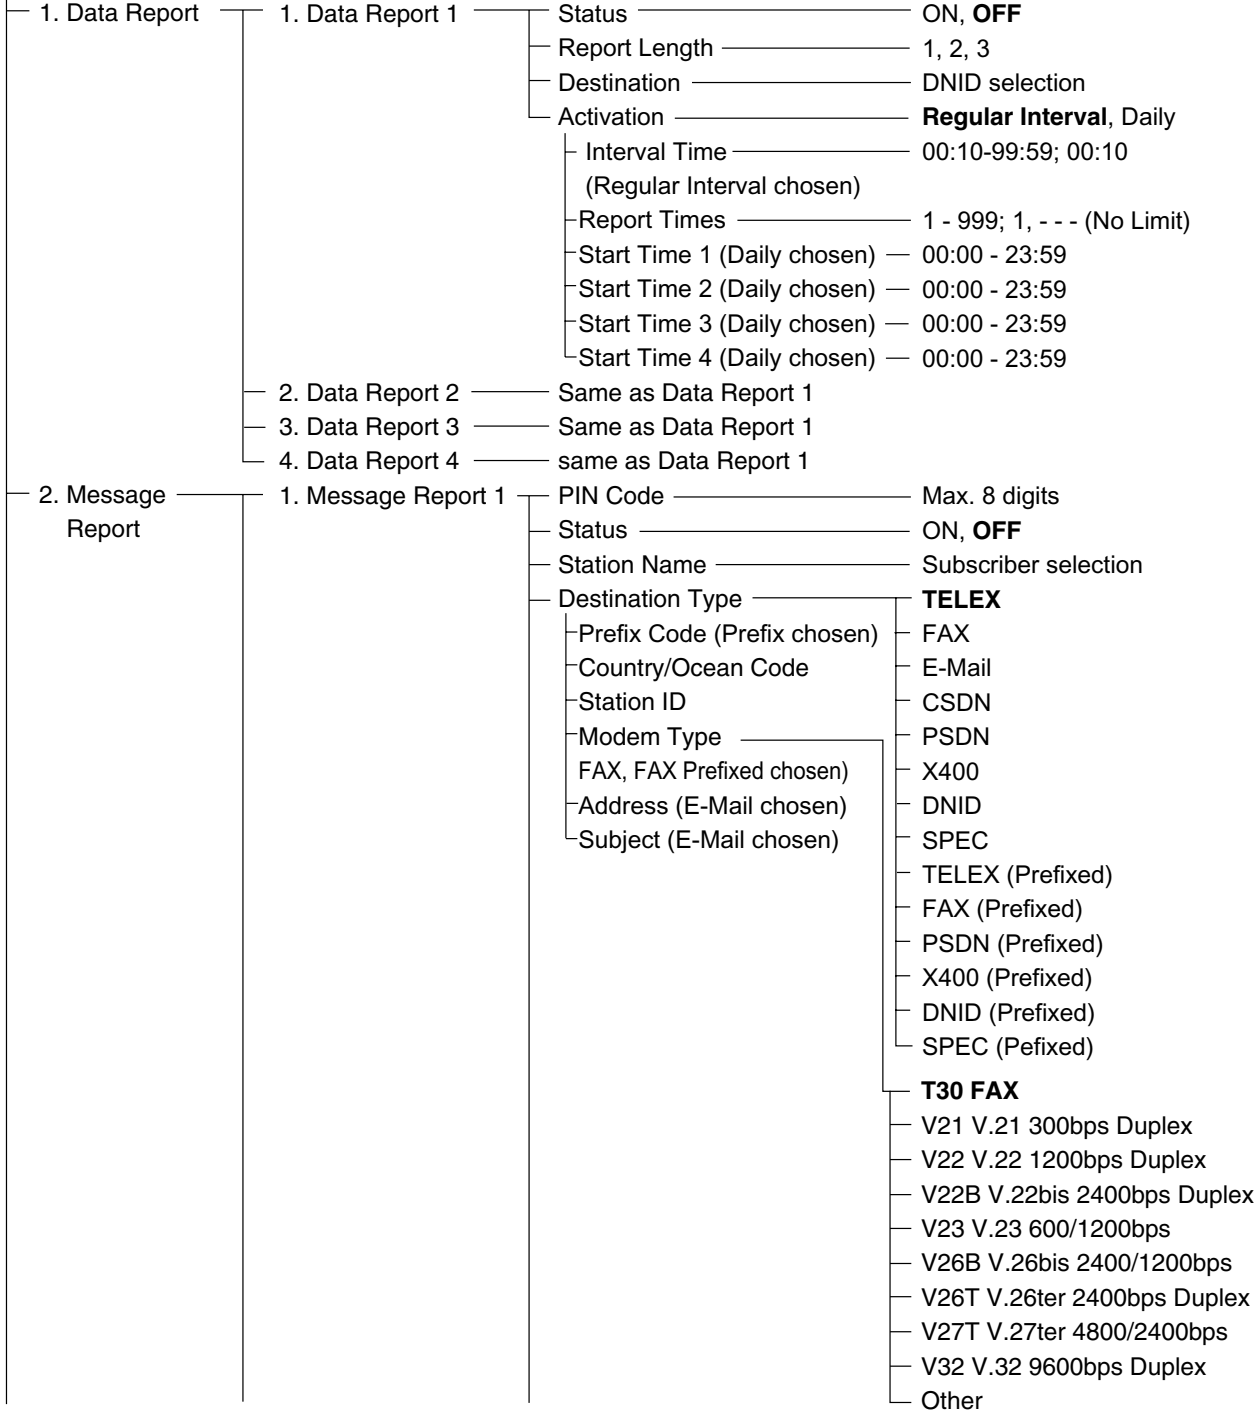 1. Data Report 1. Data Report 1 Status ON, OFF
Report Length 1, 2, 3
Destination DNID selection
Activation Regular Interval, Daily
Interval Time 00:10-99:59; 00:10
(Regular Interval chosen)
Report Times 1 - 999; 1, - - - (No Limit)
Start Time 1 (Daily chosen) 00:00 - 23:59
Start Time 2 (Daily chosen) 00:00 - 23:59
Start Time 3 (Daily chosen) 00:00 - 23:59
Start Time 4 (Daily chosen) 00:00 - 23:59
2. Data Report 2 Same as Data Report 1
3. Data Report 3 Same as Data Report 1
4. Data Report 4 same as Data Report 1
2. Message 1. Message Report 1 PIN Code Max. 8 digits
Report Status ON, OFF
Station Name Subscriber selection
Destination Type TELEX
Prefix Code (Prefix chosen) FAX
Country/Ocean Code E-Mail
Station ID CSDN
Modem Type PSDN
FAX, FAX Prefixed chosen) X400
Address (E-Mail chosen) DNID
Subject (E-Mail chosen) SPEC
TELEX (Prefixed)
FAX (Prefixed)
PSDN (Prefixed)
X400 (Prefixed)
DNID (Prefixed)
SPEC (Pefixed)
T30 FAX
V21 V.21 300bps Duplex
V22 V.22 1200bps Duplex
V22B V.22bis 2400bps Duplex
V23 V.23 600/1200bps
V26B V.26bis 2400/1200bps
V26T V.26ter 2400bps Duplex
V27T V.27ter 4800/2400bps
V32 V.32 9600bps Duplex
Other